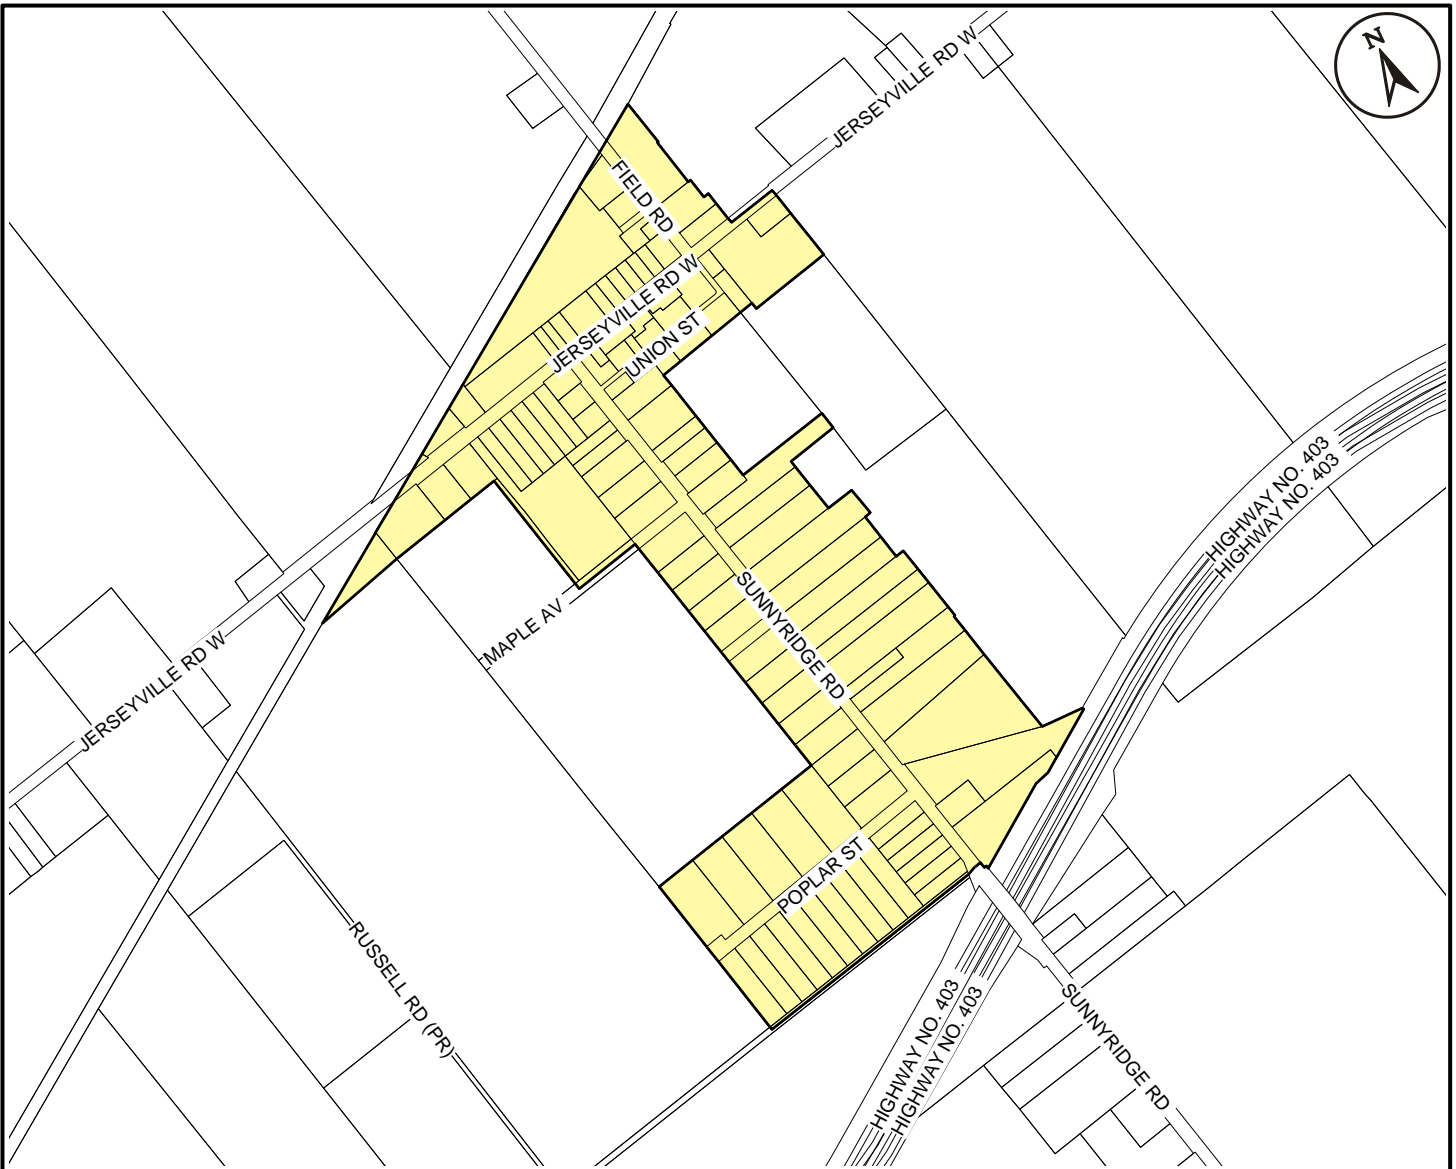 N
JERSEYVILLE RD W
FIELD RD
JERSEYVILLE RD W
UNION ST
HIGHWAY NO. 403
HIGHWAY NO. 403
SUNNYRIDGE RD
MAPLE AV
JERSEYVILLE RD W
POPLAR ST
RUSSELL RD (PR)
HIGHWAY NO. 403
HIGHWAY NO. 403
SUNNYRIDGE RD